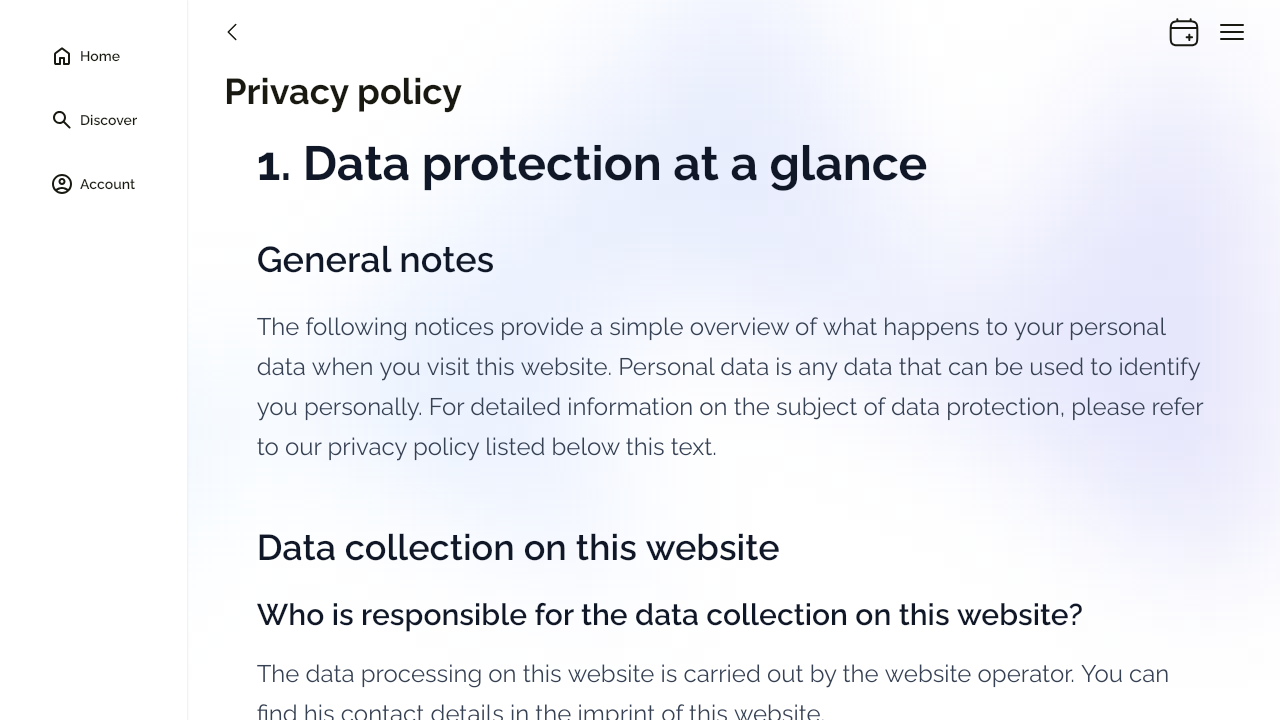 Home
Discover
Account
Privacy policy
1. Data protection at a glance
General notes
The following notices provide a simple overview of what happens to your personal
data when you visit this website. Personal data is any data that can be used to identify
you personally. For detailed information on the subject of data protection, please refer
to our privacy policy listed below this text.
Data collection on this website
Who is responsible for the data collection on this website?
The data processing on this website is carried out by the website operator. You can
find his contact details in the imprint of this website.